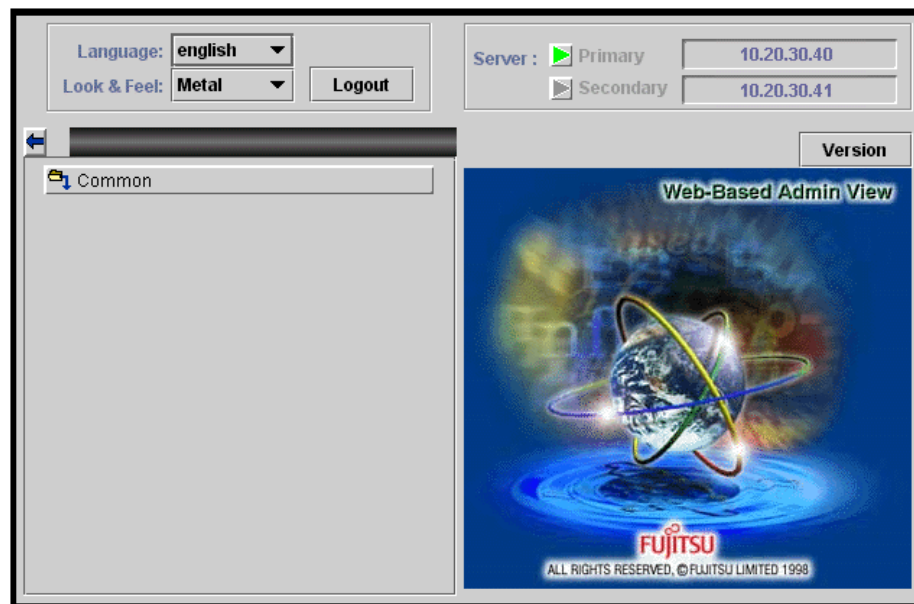 Language: english
Look & Feel: Metal Logout
Server : Primary 10.20.30.40
Secondary 10.20.30.41
Version
Common
Web-Based Admin View
FUJITSU
ALL RIGHTS RESERVED, ©FUJITSU LIMITED 1998